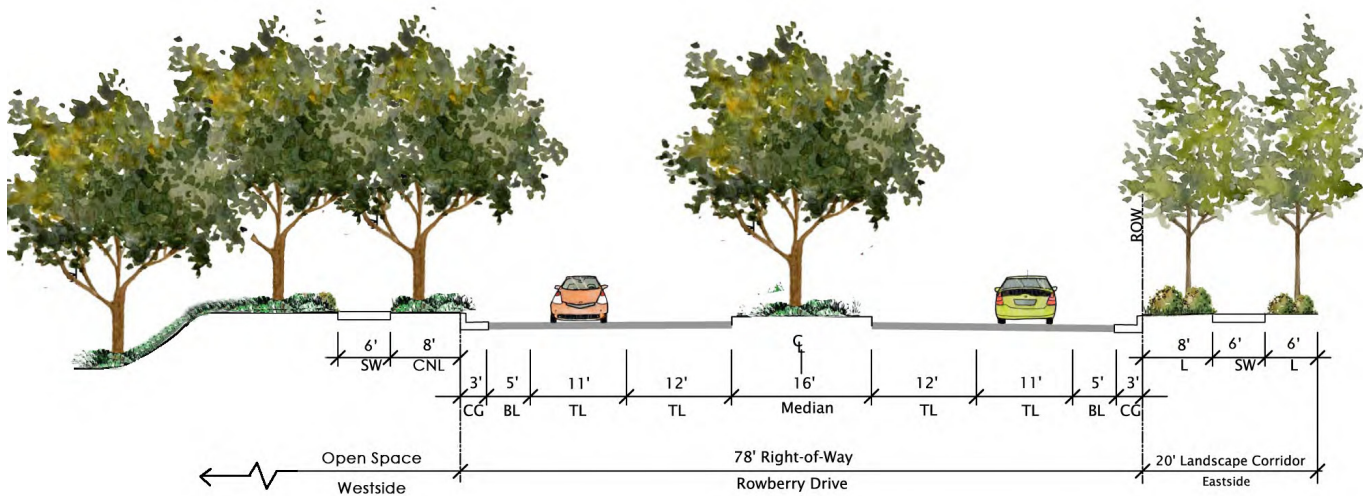 ROW
6' 8' 8' 6' 6'
SW CNL L SW L
℄
3' 5' 11' 12' 16' 12' 11' 5' 3'
CG BL TL TL Median TL TL BL CG
Open Space 78' Right-of-Way 20' Landscape Corridor
Westside Rowberry Drive Eastside